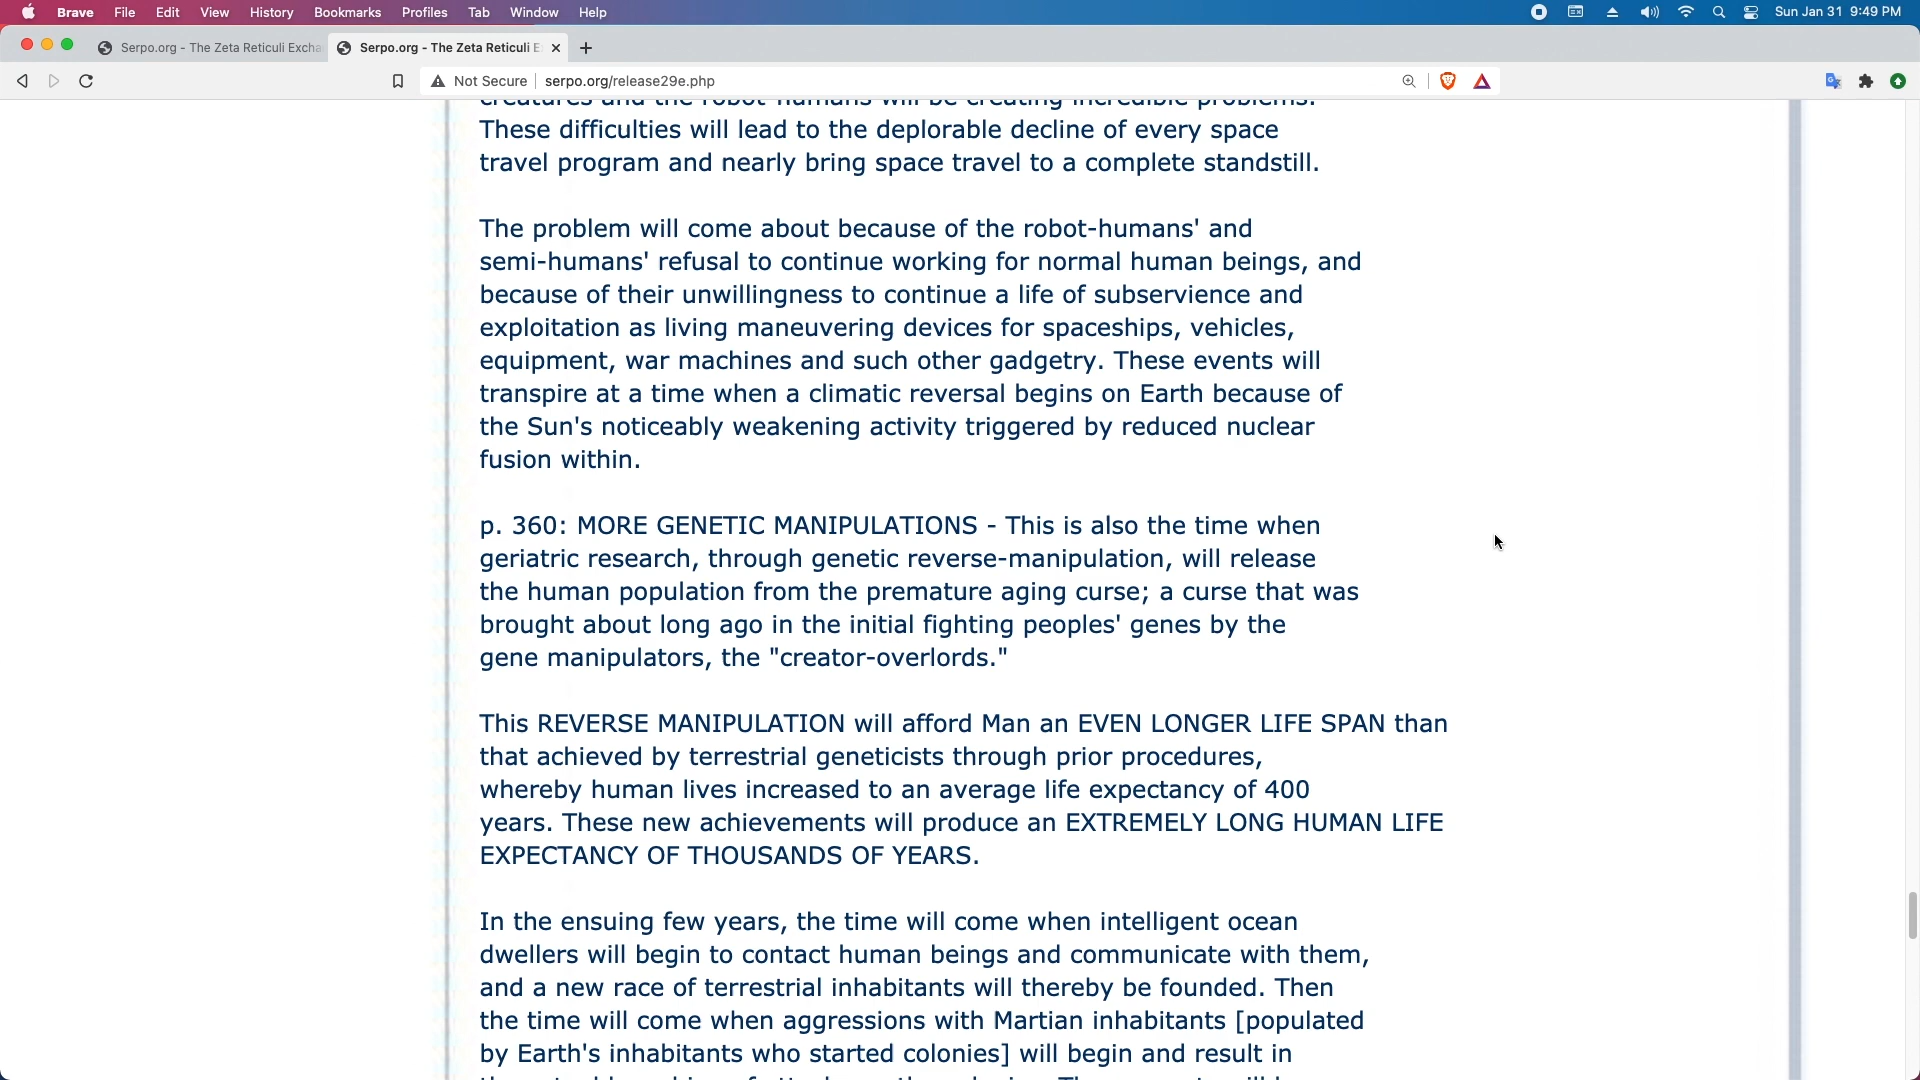 Brave File Edit View History Bookmarks Profiles Tab Window Help Sun Jan 31 9:49 PM
Serpo.org - The Zeta Reticuli Excha Serpo.org - The Zeta Reticuli E
Not Secure serpo.org/release29e.php
creatures and the robot-humans will be creating incredible problems.
These difficulties will lead to the deplorable decline of every space
travel program and nearly bring space travel to a complete standstill.
The problem will come about because of the robot-humans' and
semi-humans' refusal to continue working for normal human beings, and
because of their unwillingness to continue a life of subservience and
exploitation as living maneuvering devices for spaceships, vehicles,
equipment, war machines and such other gadgetry. These events will
transpire at a time when a climatic reversal begins on Earth because of
the Sun's noticeably weakening activity triggered by reduced nuclear
fusion within.
p. 360: MORE GENETIC MANIPULATIONS - This is also the time when
geriatric research, through genetic reverse-manipulation, will release
the human population from the premature aging curse; a curse that was
brought about long ago in the initial fighting peoples' genes by the
gene manipulators, the "creator-overlords."
This REVERSE MANIPULATION will afford Man an EVEN LONGER LIFE SPAN than
that achieved by terrestrial geneticists through prior procedures,
whereby human lives increased to an average life expectancy of 400
years. These new achievements will produce an EXTREMELY LONG HUMAN LIFE
EXPECTANCY OF THOUSANDS OF YEARS.
In the ensuing few years, the time will come when intelligent ocean
dwellers will begin to contact human beings and communicate with them,
and a new race of terrestrial inhabitants will thereby be founded. Then
the time will come when aggressions with Martian inhabitants [populated
by Earth's inhabitants who started colonies] will begin and result in